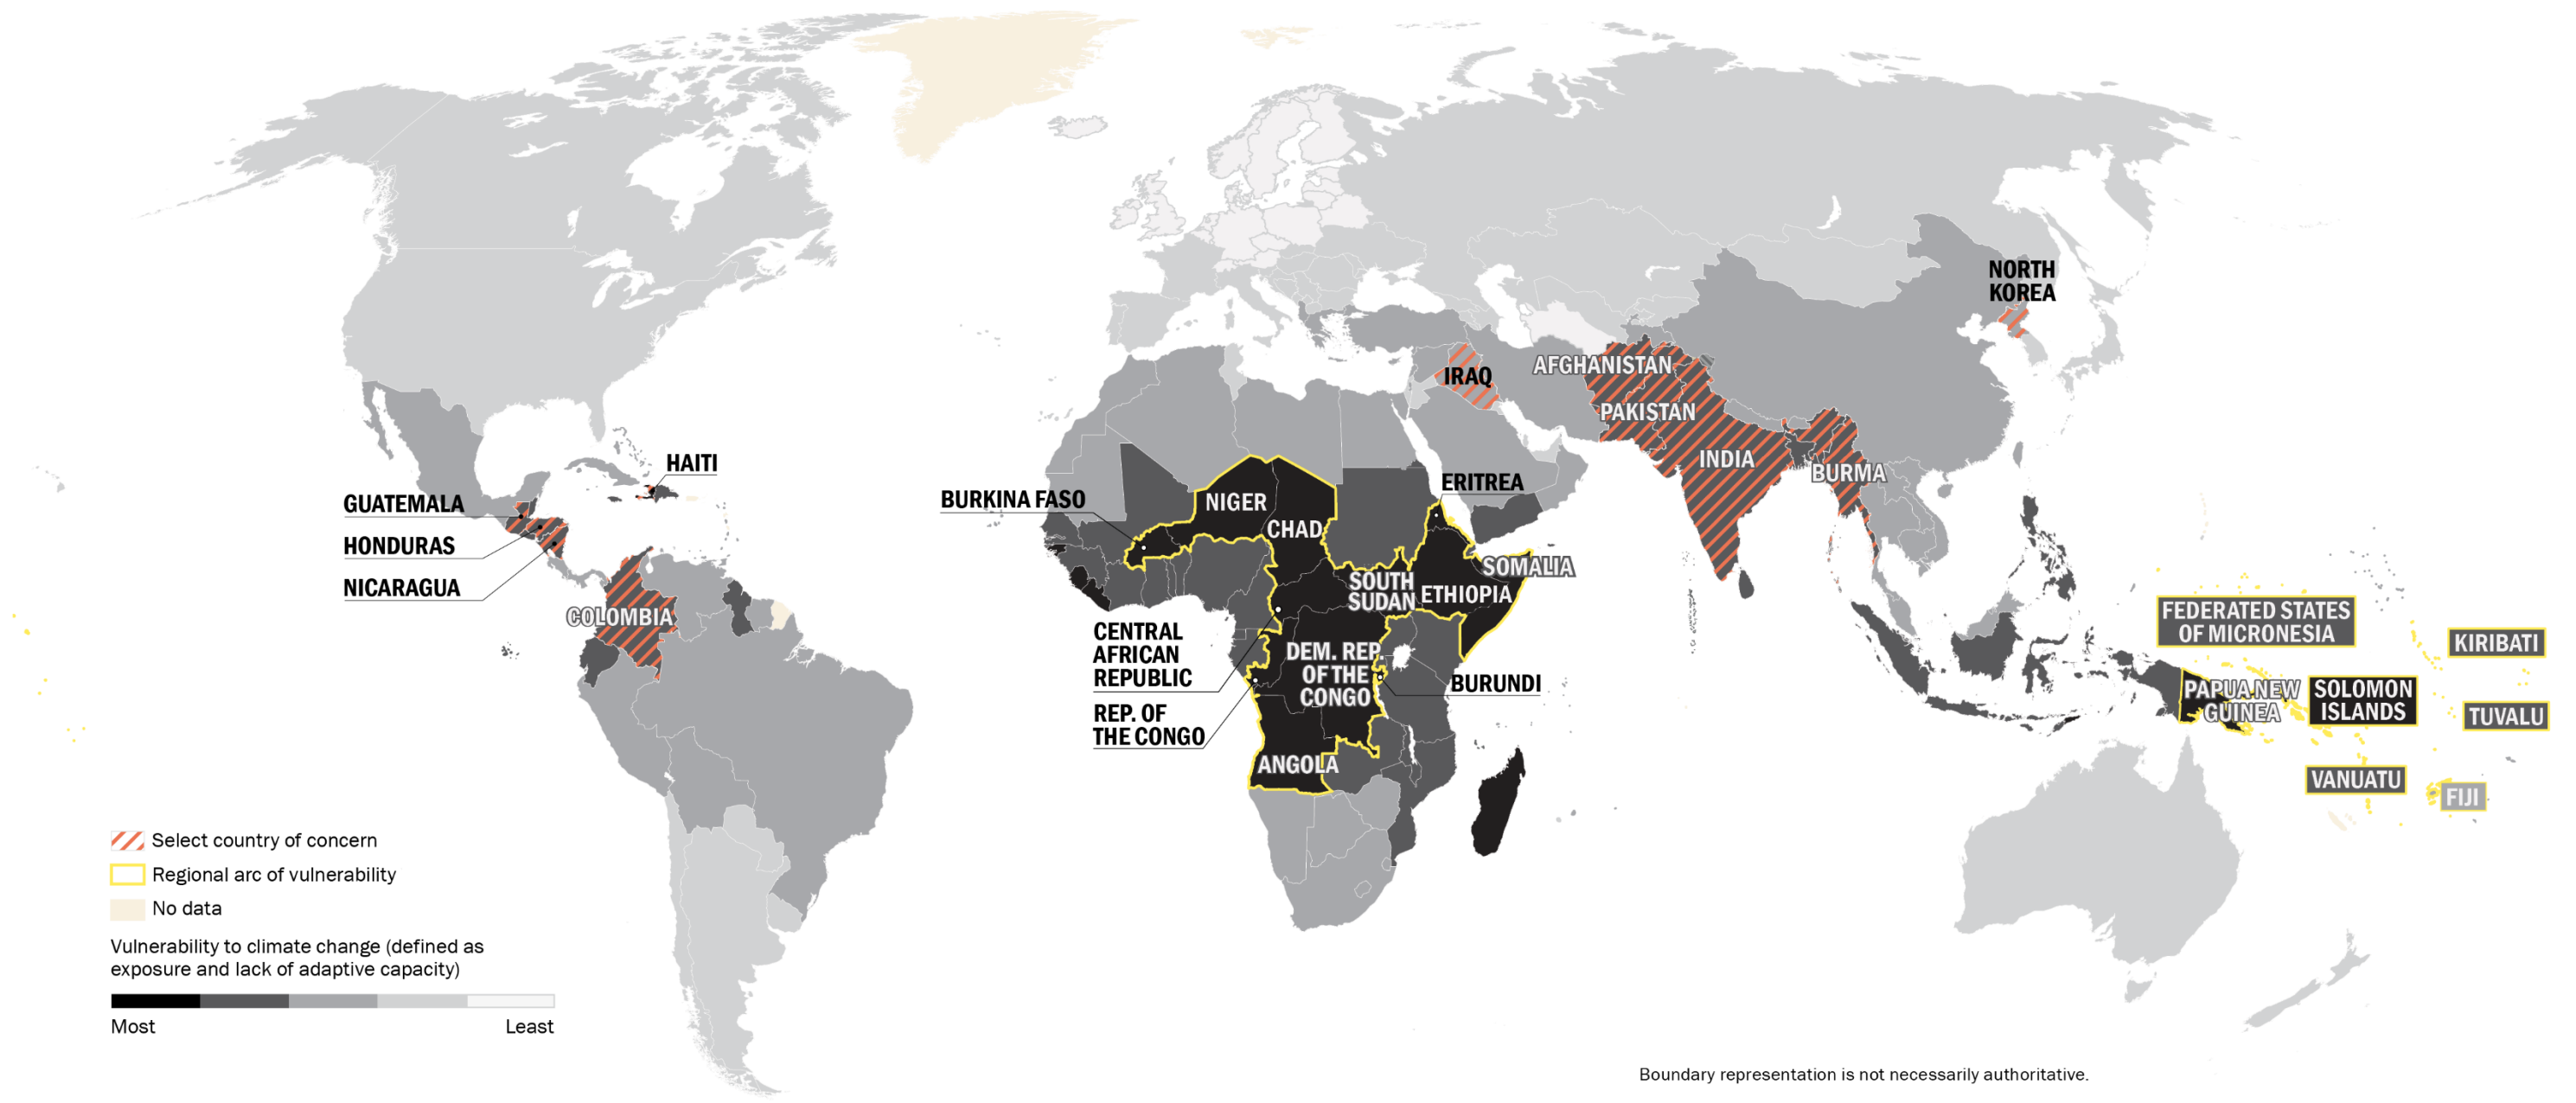 NORTH
KOREA
IRAQ
AFGHANISTAN
PAKISTAN
INDIA
BURMA
HAITI
GUATEMALA
HONDURAS
NICARAGUA
COLOMBIA
BURKINA FASO
NIGER
CHAD
ERITREA
SOMALIA
SOUTH
SUDAN
ETHIOPIA
CENTRAL
AFRICAN
REPUBLIC
DEM. REP.
OF THE
CONGO
BURUNDI
REP. OF
THE CONGO
ANGOLA
FEDERATED STATES
OF MICRONESIA
KIRIBATI
PAPUA NEW
GUINEA
SOLOMON
ISLANDS
TUVALU
VANUATU
FIJI
Select country of concern
Regional arc of vulnerability
No data
Vulnerability to climate change (defined as
exposure and lack of adaptive capacity)
Most
Least
Boundary representation is not necessarily authoritative.